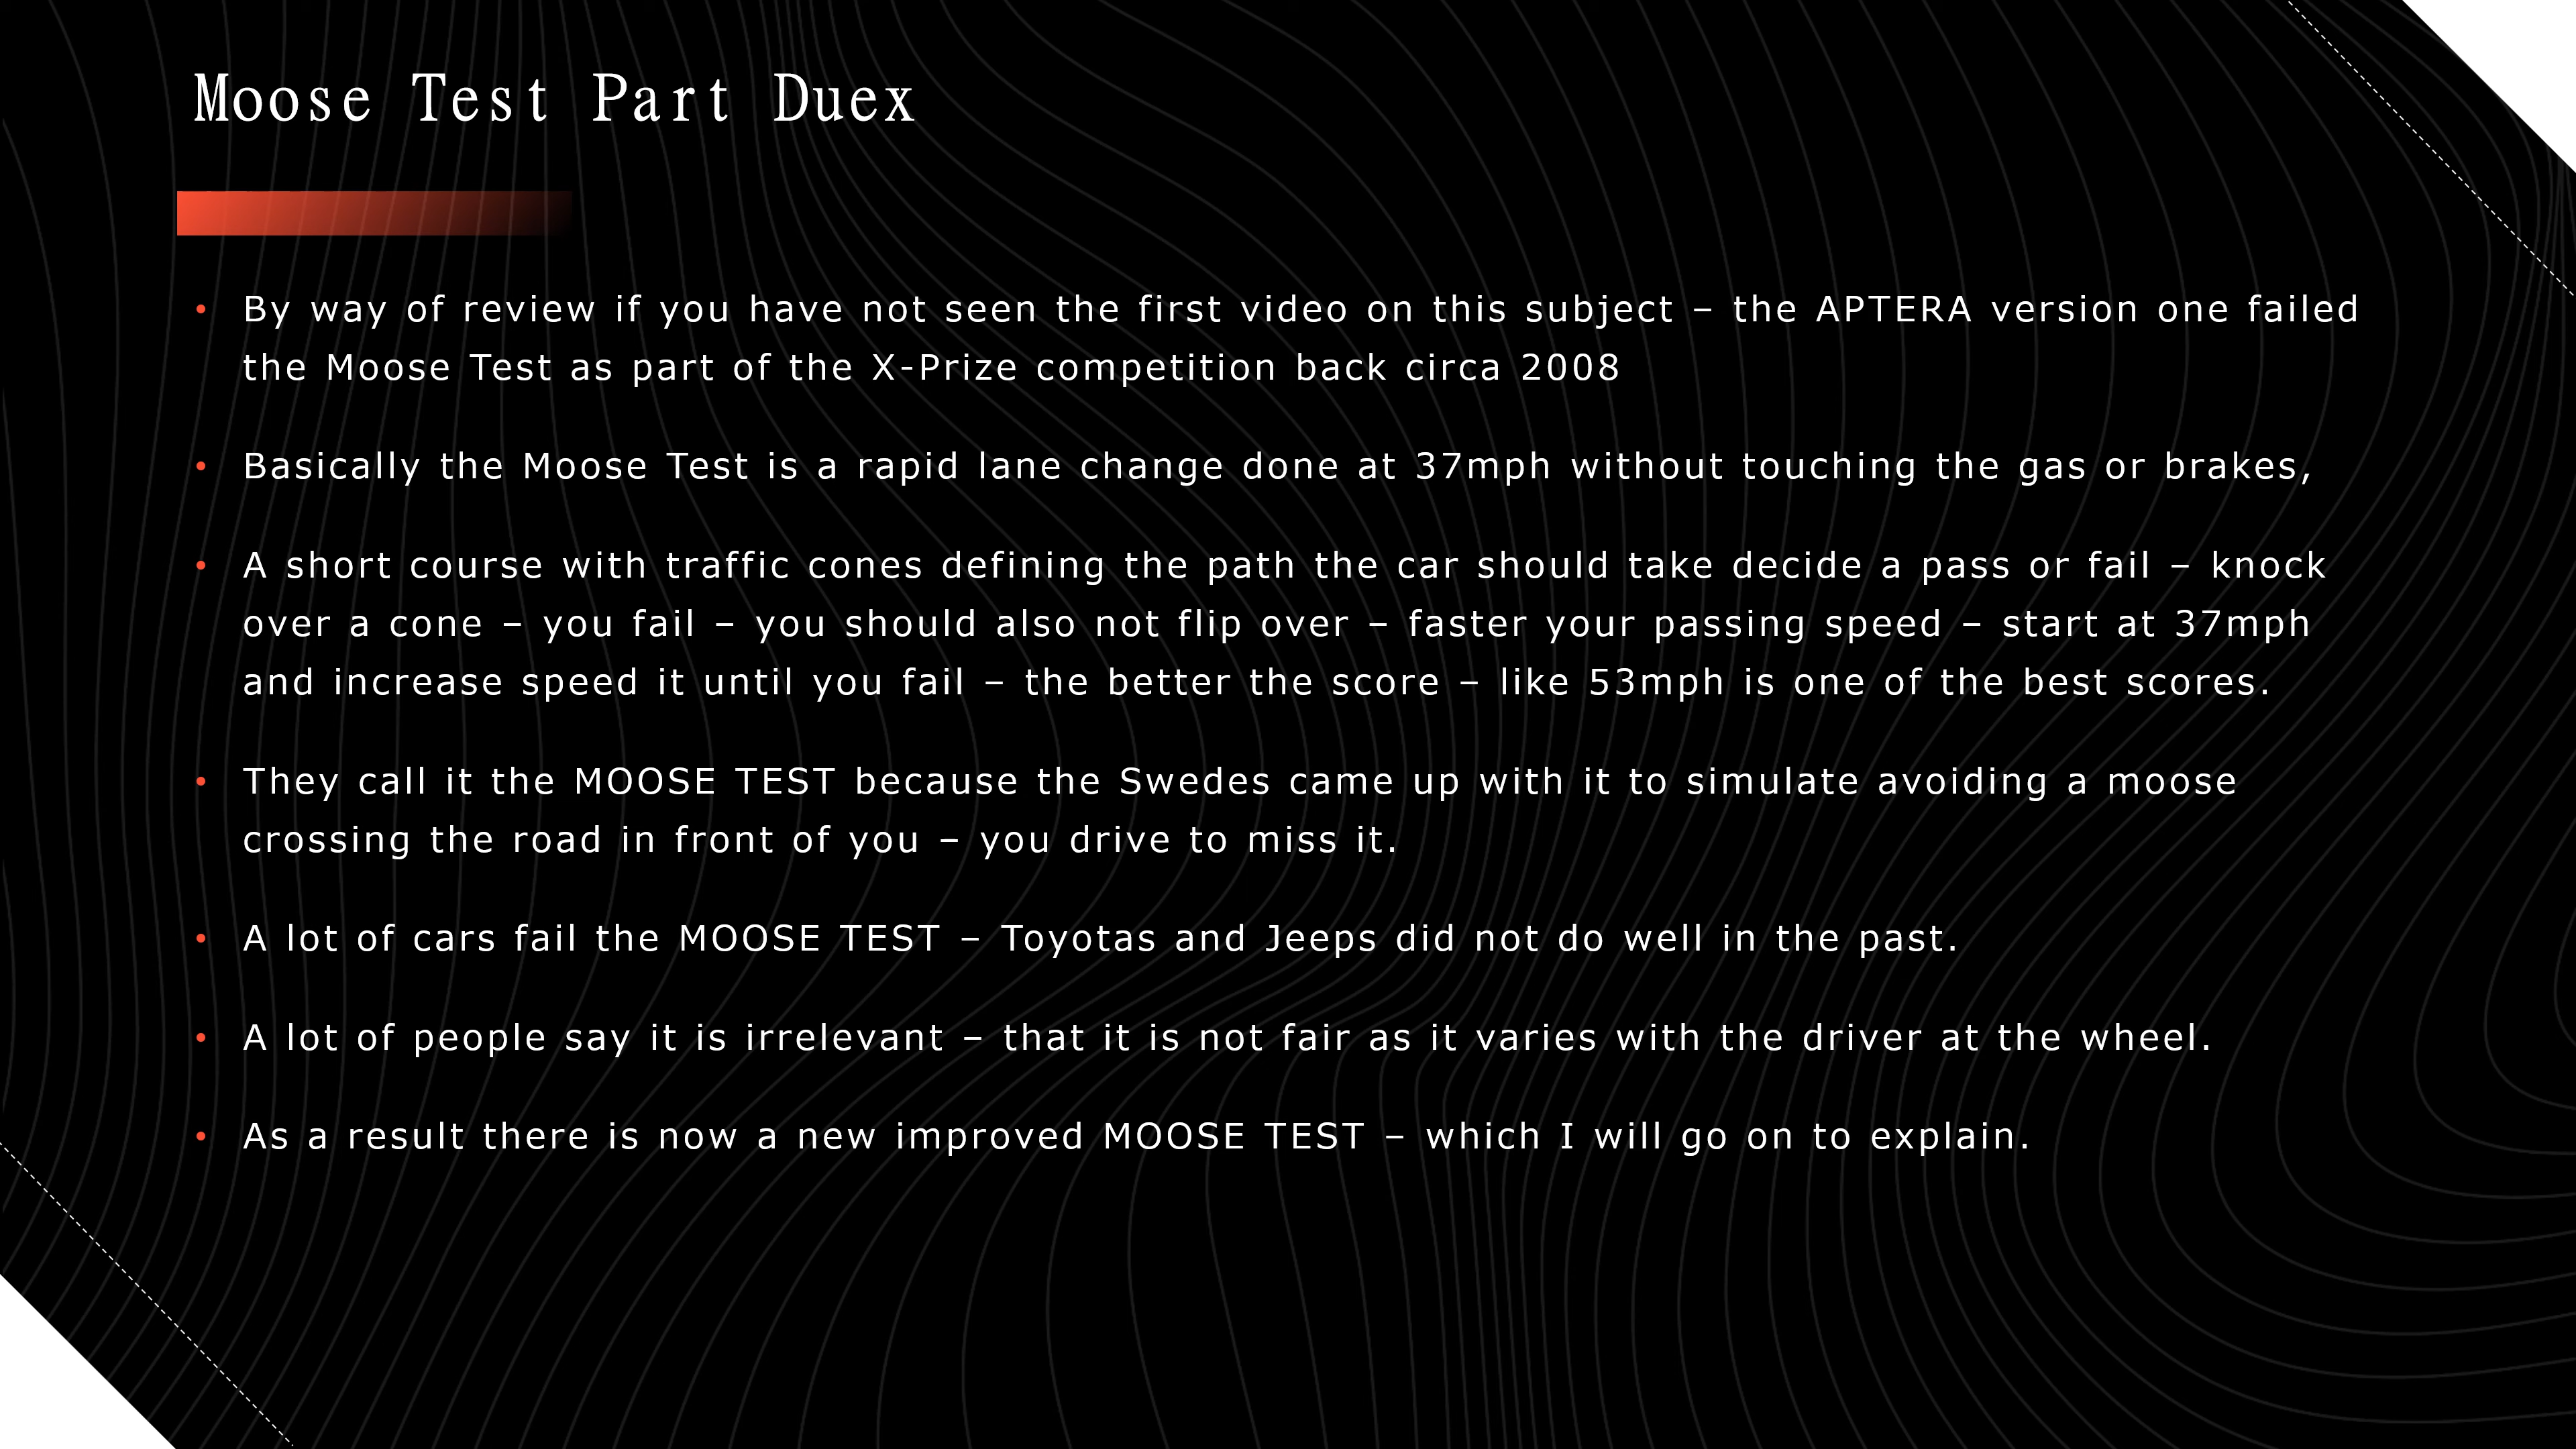 Moose Test Part Duex
• By way of review if you have not seen the first video on this subject – the APTERA version one failed
the Moose Test as part of the X-Prize competition back circa 2008
• Basically the Moose Test is a rapid lane change done at 37mph without touching the gas or brakes,
• A short course with traffic cones defining the path the car should take decide a pass or fail – knock
over a cone – you fail – you should also not flip over – faster your passing speed – start at 37mph
and increase speed it until you fail – the better the score – like 53mph is one of the best scores.
• They call it the MOOSE TEST because the Swedes came up with it to simulate avoiding a moose
crossing the road in front of you – you drive to miss it.
• A lot of cars fail the MOOSE TEST – Toyotas and Jeeps did not do well in the past.
• A lot of people say it is irrelevant – that it is not fair as it varies with the driver at the wheel.
• As a result there is now a new improved MOOSE TEST – which I will go on to explain.